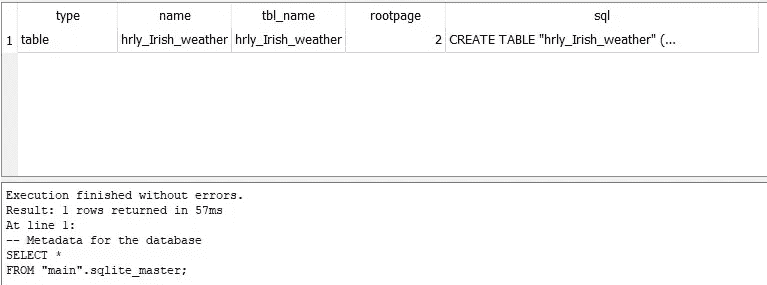 type name tbl_name rootpage sql
1 table hrly_Irish_weather hrly_Irish_weather 2 CREATE TABLE "hrly_Irish_weather" (...
Execution finished without errors.
Result: 1 rows returned in 57ms
At line 1:
-- Metadata for the database
SELECT *
FROM "main".sqlite_master;